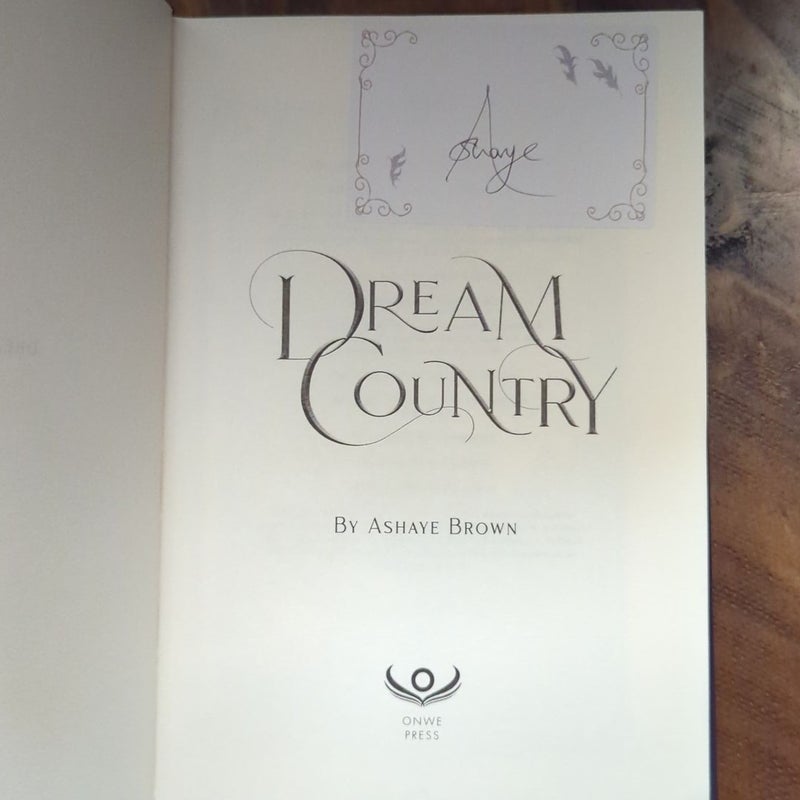 Ashaye
DREAM
COUNTRY
BY ASHAYE BROWN
ONWE
PRESS